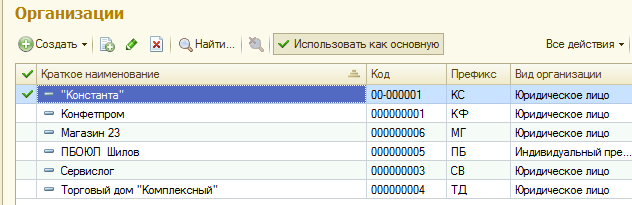 Организации
Создать Найти... Использовать как основную Все действия
Краткое наименование Код Префикс Вид организации
"Константа" 00-000001 КС Юридическое лицо
Конфетпром 000000001 КФ Юридическое лицо
Магазин 23 000000006 МГ Юридическое лицо
ПБОЮЛ Шилов 000000005 ПБ Индивидуальный пре...
Сервислог 000000003 СВ Юридическое лицо
Торговый дом "Комплексный" 000000004 ТД Юридическое лицо